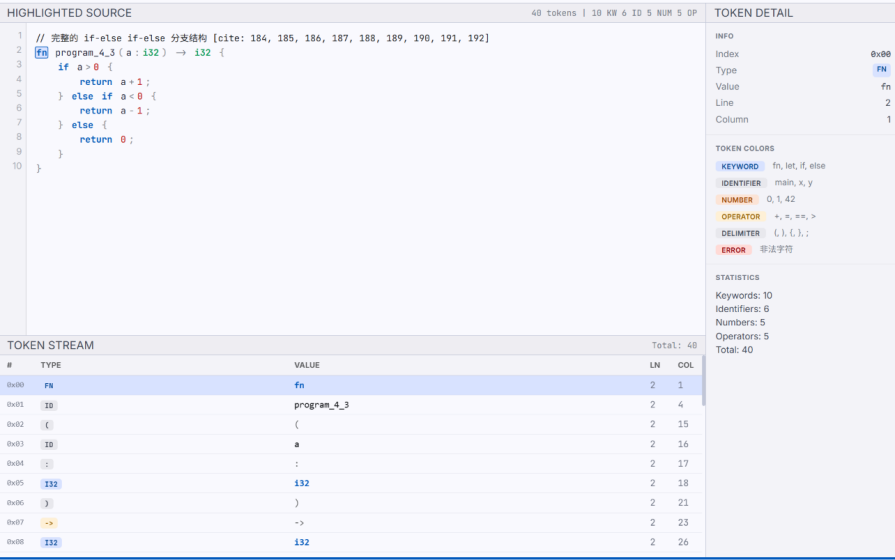 HIGHLIGHTED SOURCE
40 tokens | 10 KW 6 ID 5 NUM 5 OP
1 // 完整的 if-else if-else 分支结构 [cite: 184, 185, 186, 187, 188, 189, 190, 191, 192]
2 fn program_4_3(a:i32) -> i32 {
3 if a>0 {
4 return a+1;
5 } else if a<0 {
6 return a-1;
7 } else {
8 return 0;
9 }
10 }
TOKEN STREAM
Total: 40
# TYPE VALUE LN COL
0x00 FN fn 2 1
0x01 ID program_4_3 2 4
0x02 ( ( 2 15
0x03 ID a 2 16
0x04 : : 2 17
0x05 I32 i32 2 18
0x06 ) ) 2 21
0x07 -> -> 2 23
0x08 I32 i32 2 26
TOKEN DETAIL
INFO
Index 0x00
Type FN
Value fn
Line 2
Column 1
TOKEN COLORS
KEYWORD fn, let, if, else
IDENTIFIER main, x, y
NUMBER 0, 1, 42
OPERATOR +, =, ==, >
DELIMITER (, ), {, }, ;
ERROR 非法字符
STATISTICS
Keywords: 10
Identifiers: 6
Numbers: 5
Operators: 5
Total: 40